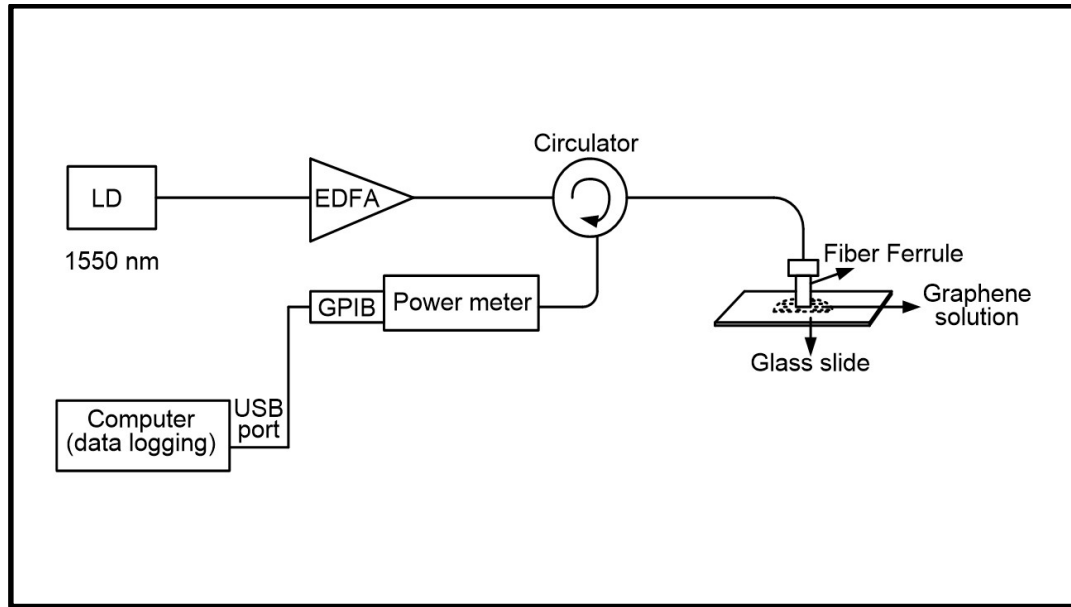 Circulator
LD
EDFA
1550 nm
Fiber Ferrule
GPIB
Power meter
Graphene
solution
Glass slide
Computer
(data logging)
USB
port